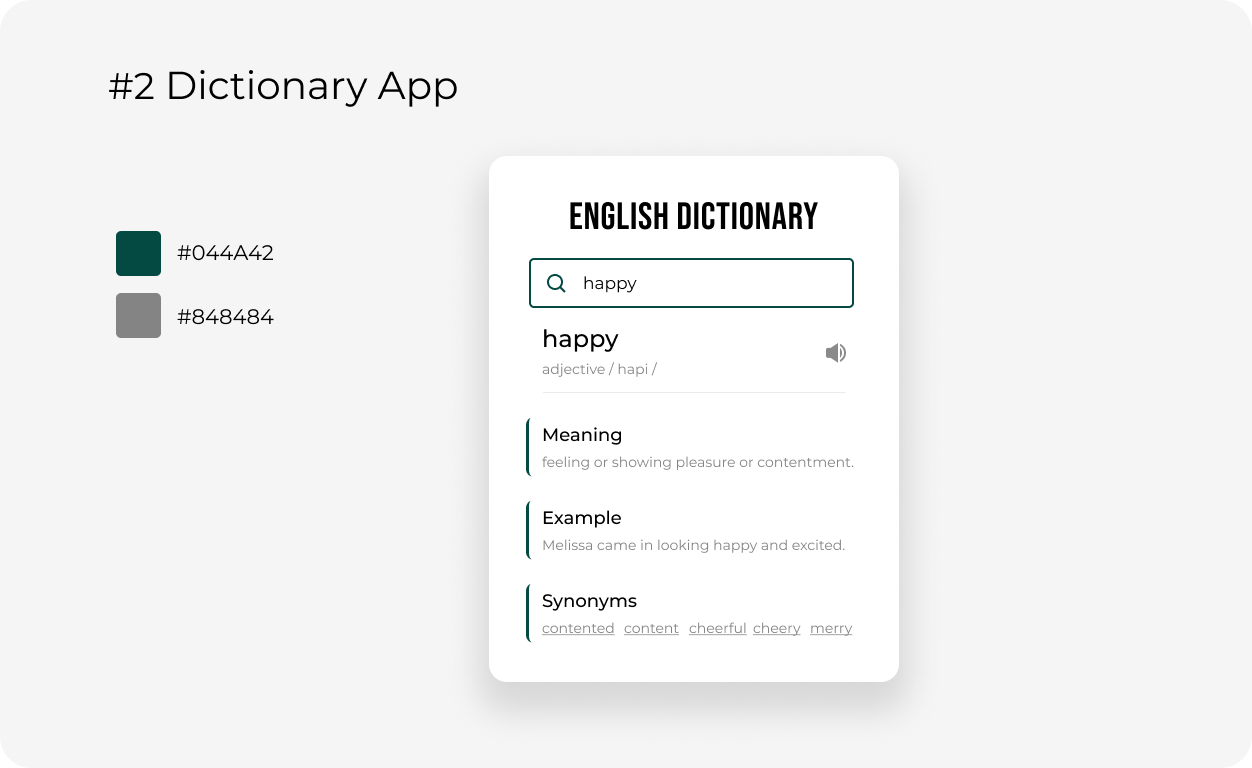 #2 Dictionary App
#044A42
#848484
ENGLISH DICTIONARY
happy
happy
adjective / hapi /
Meaning
feeling or showing pleasure or contentment.
Example
Melissa came in looking happy and excited.
Synonyms
contented content cheerful cheery merry